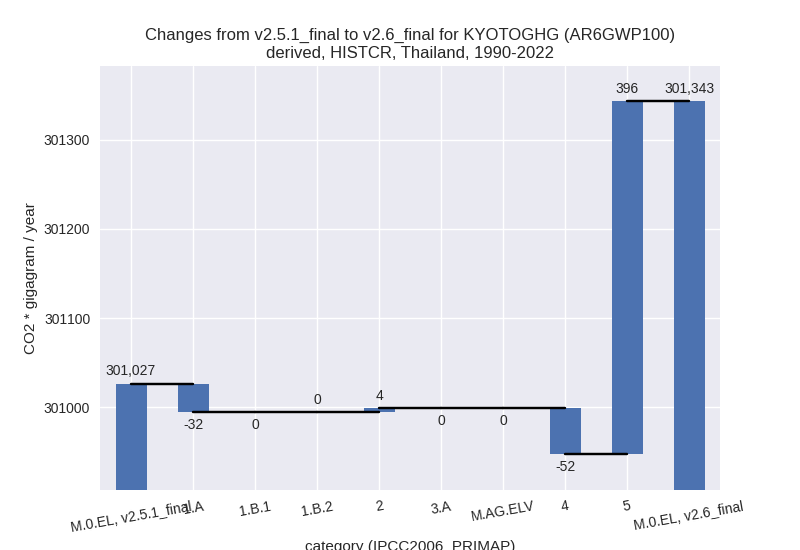 Changes from v2.5.1_final to v2.6_final for KYOTOGHG (AR6GWP100)
derived, HISTCR, Thailand, 1990-2022
CO2 * gigagram / year
301300
301200
301100
301000
301,027
-32
0
0
4
0
0
-52
396
301,343
M.0.EL, v2.5.1_final
1.A
1.B.1
1.B.2
2
3.A
M.AG.ELV
4
5
M.0.EL, v2.6_final
category (IPCC2006_PRIMAP)